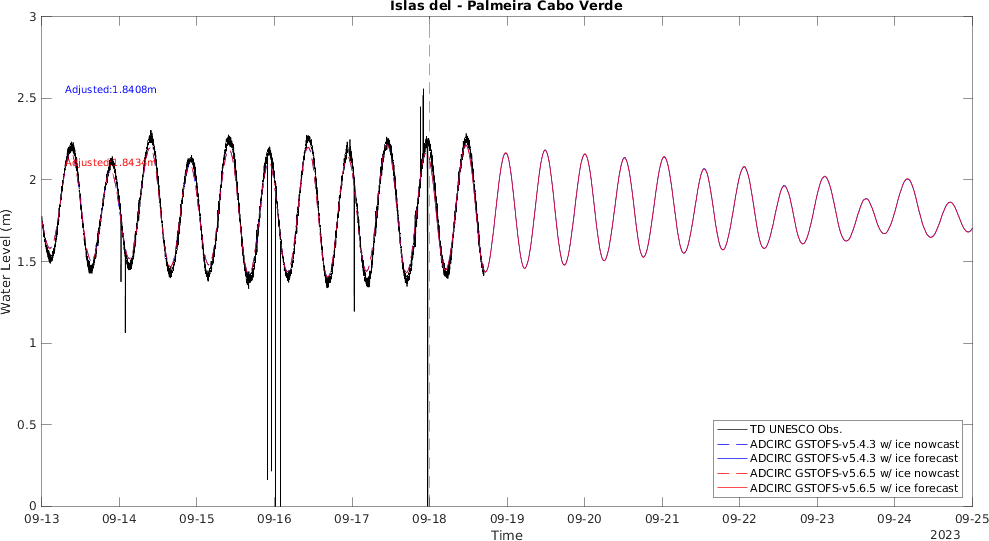 Islas del - Palmeira Cabo Verde
3
2.5
2
1.5
1
0.5
0
Water Level (m)
Adjusted:1.8408m
Adjusted:1.8434m
TD UNESCO Obs.
ADCIRC GSTOFS-v5.4.3 w/ ice nowcast
ADCIRC GSTOFS-v5.4.3 w/ ice forecast
ADCIRC GSTOFS-v5.6.5 w/ ice nowcast
ADCIRC GSTOFS-v5.6.5 w/ ice forecast
09-13 09-14 09-15 09-16 09-17 09-18 09-19 09-20 09-21 09-22 09-23 09-24 09-25
Time
2023